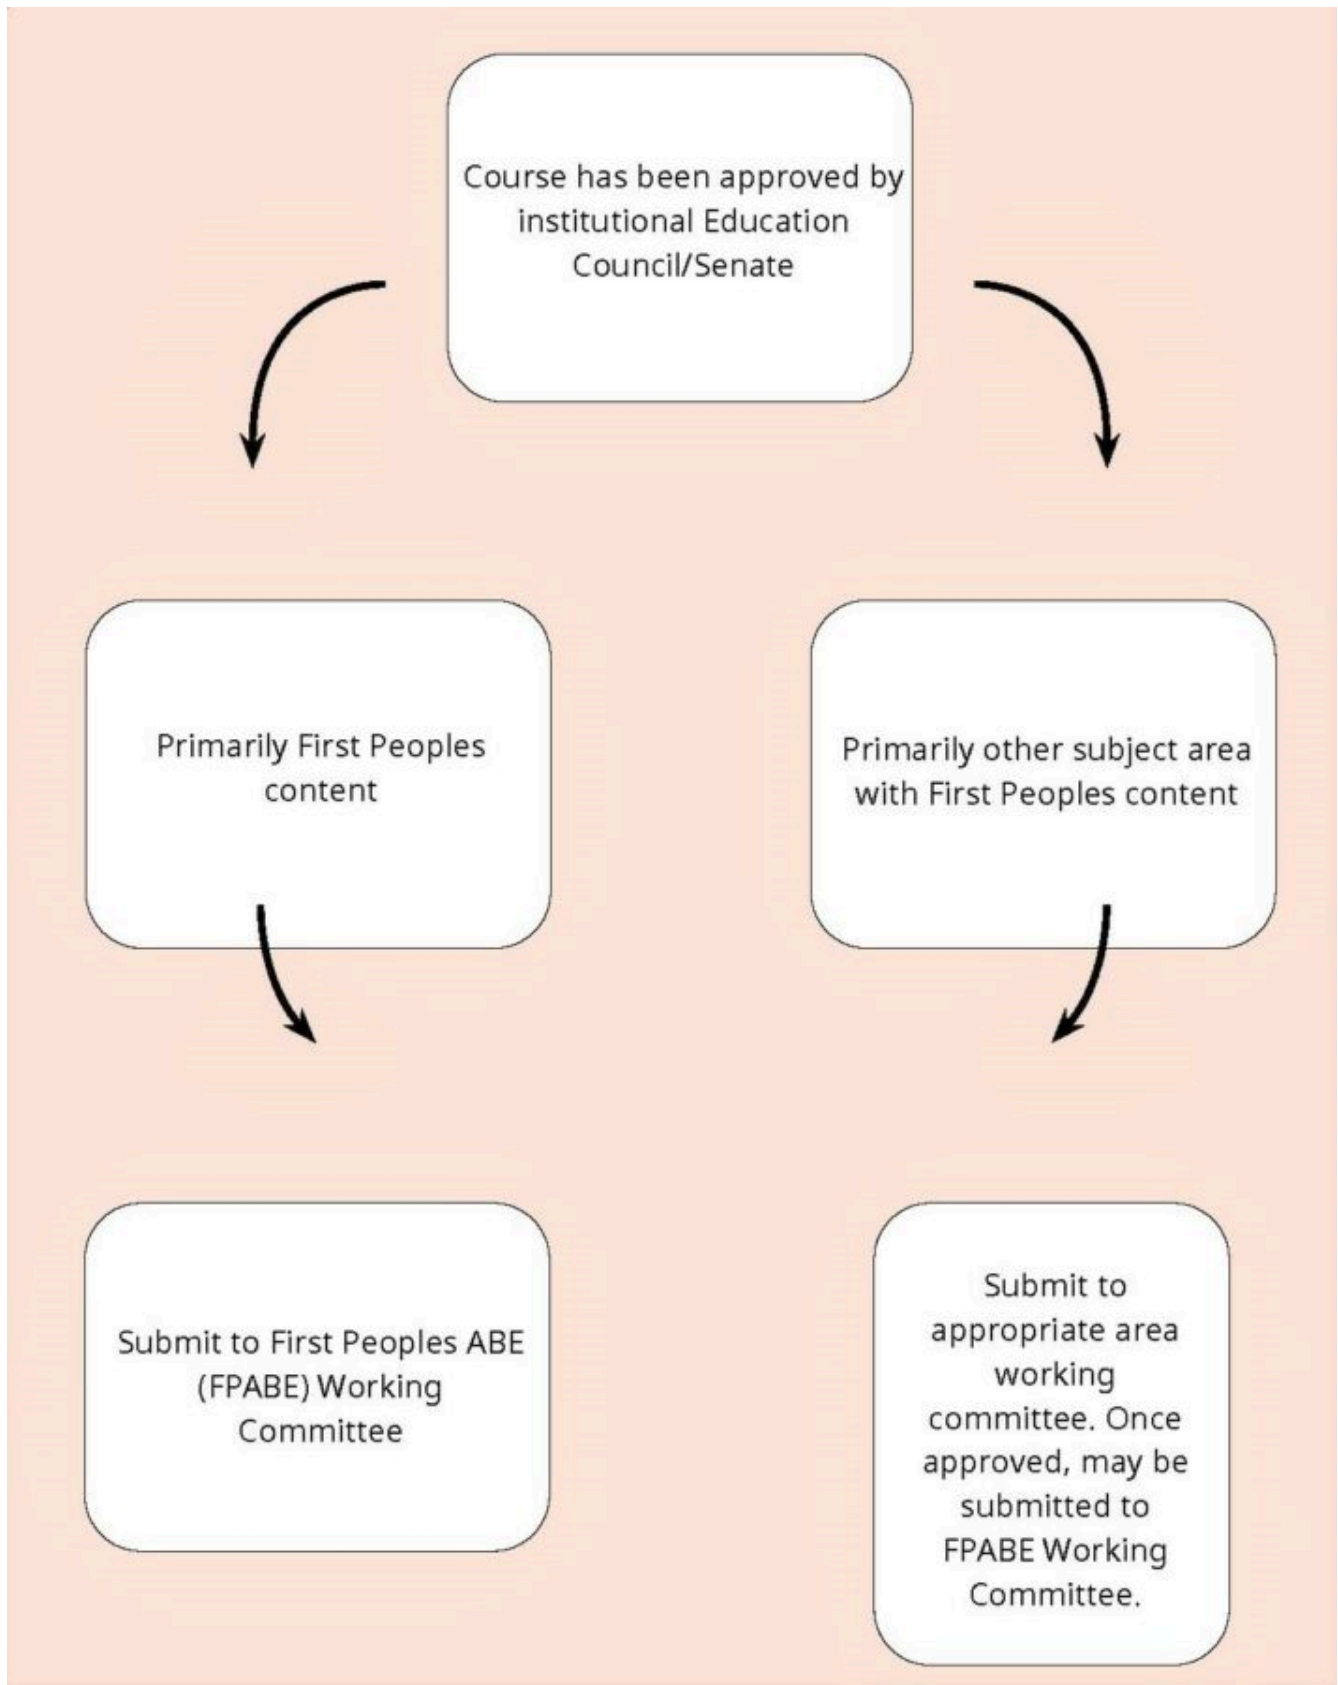 Course has been approved by
institutional Education
Council/Senate
Primarily First Peoples
content
Primarily other subject area
with First Peoples content
Submit to First Peoples ABE
(FPABE) Working
Committee
Submit to
appropriate area
working
committee. Once
approved, may be
submitted to
FPABE Working
Committee.